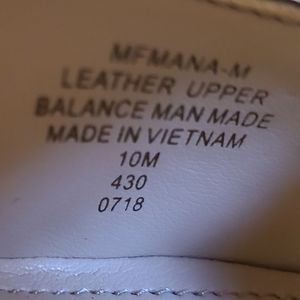 MFMANA-M
LEATHER UPPER
BALANCE MAN MADE
MADE IN VIETNAM
10M
430
0718